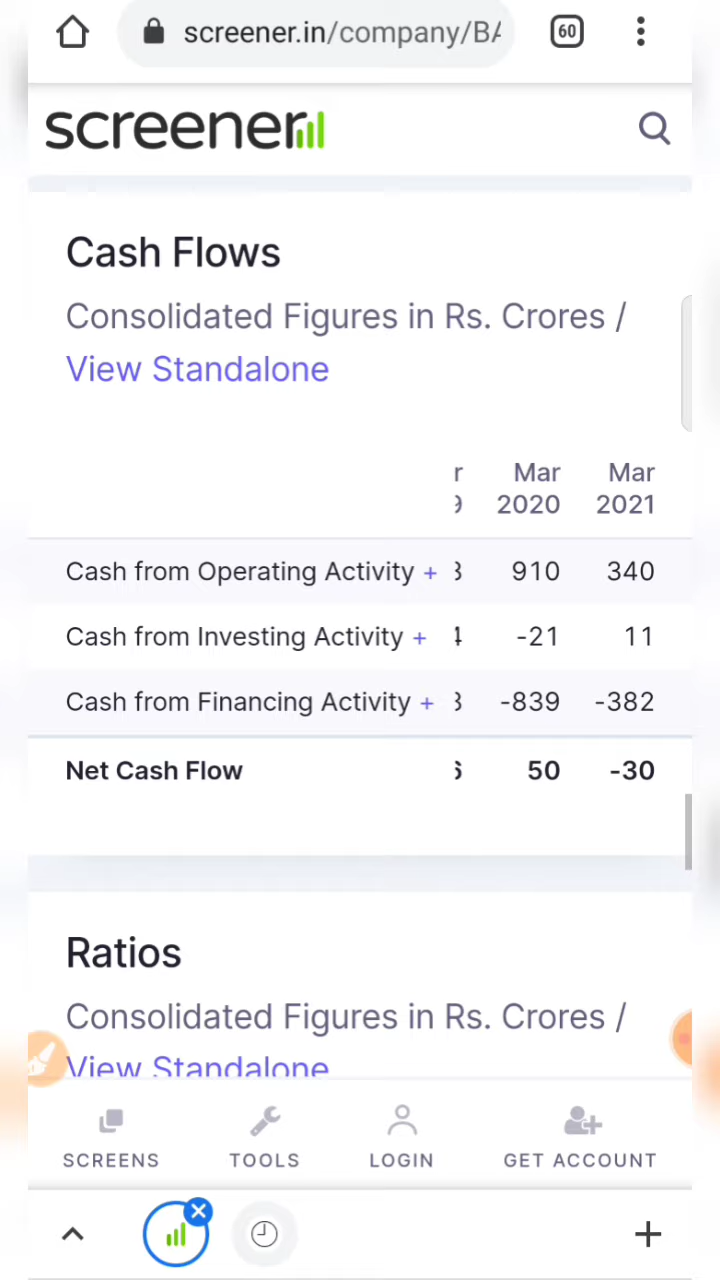 screener.in/company/BA
60
screener
Cash Flows
Consolidated Figures in Rs. Crores /
View Standalone
Mar Mar
2020 2021
Cash from Operating Activity + 910 340
Cash from Investing Activity + -21 11
Cash from Financing Activity + -839 -382
Net Cash Flow 50 -30
Ratios
Consolidated Figures in Rs. Crores /
View Standalone
SCREENS TOOLS LOGIN GET ACCOUNT